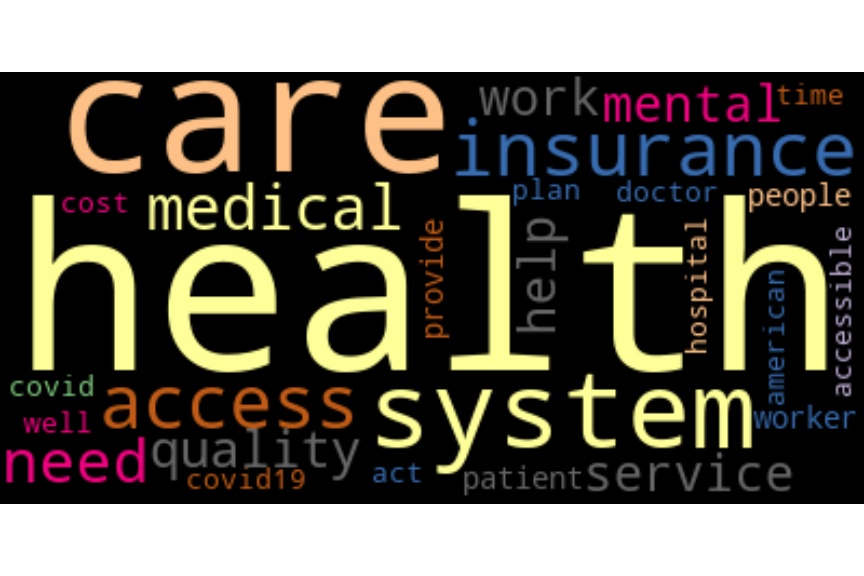 care
work
mental
time
insurance
cost
medical
plan
doctor
people
health
provide
help
hospital
american
accessible
covid
access
system
well
worker
need
quality
covid19
act
patient
service